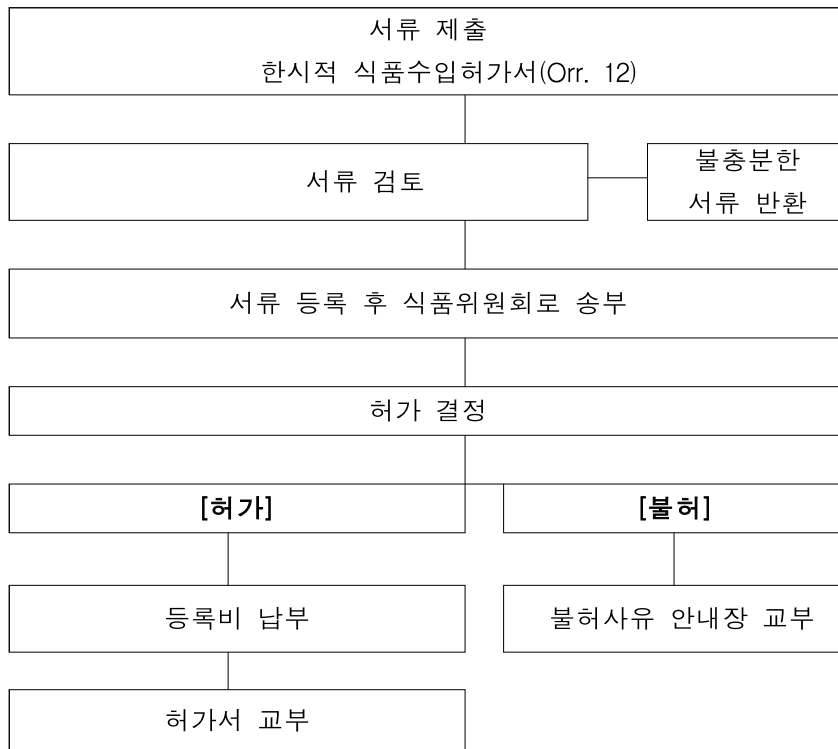 서류 제출
한시적 식품수입허가서(Orr. 12)
서류 검토
불충분한
서류 반환
서류 등록 후 식품위원회로 송부
허가 결정
[허가]
[불허]
등록비 납부
불허사유 안내장 교부
허가서 교부